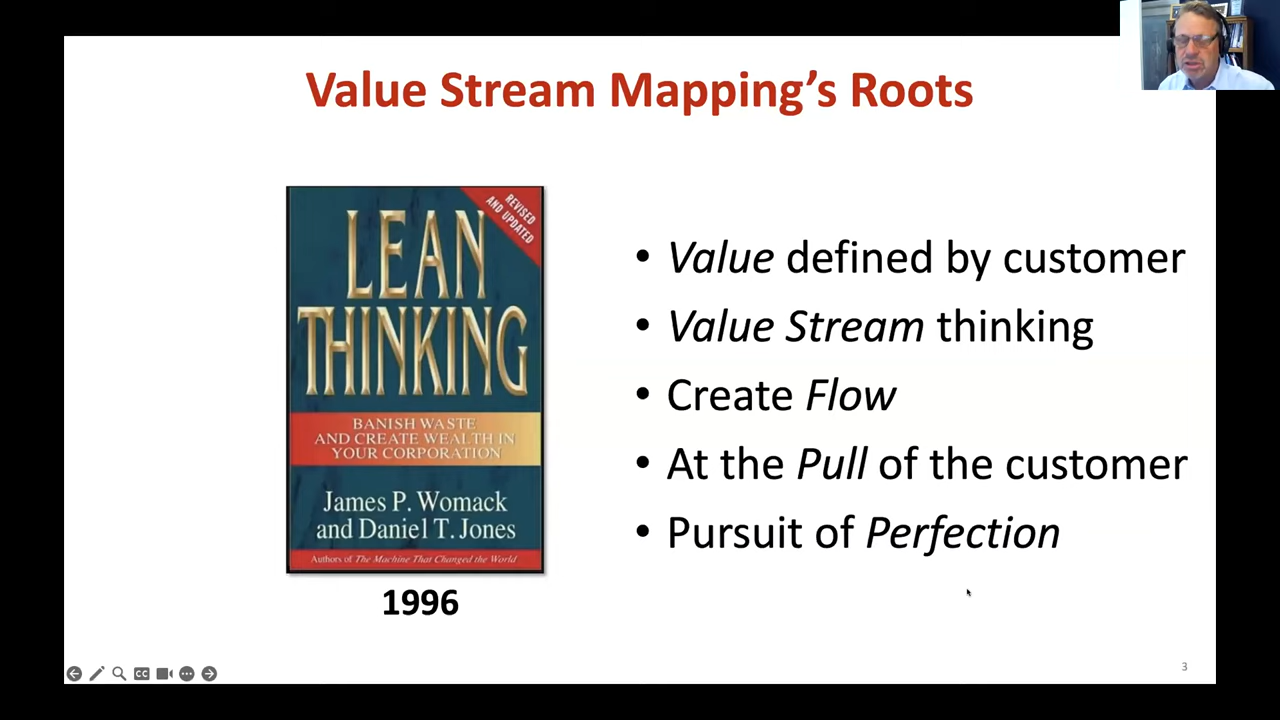 Value Stream Mapping's Roots
REVISED
AND UPDATED
LEAN
THINKING
BANISH WASTE
AND CREATE WEALTH IN
YOUR CORPORATION
James P. Womack
and Daniel T. Jones
Authors of The Machine That Changed the World
1996
• Value defined by customer
• Value Stream thinking
• Create Flow
• At the Pull of the customer
• Pursuit of Perfection
CC
3